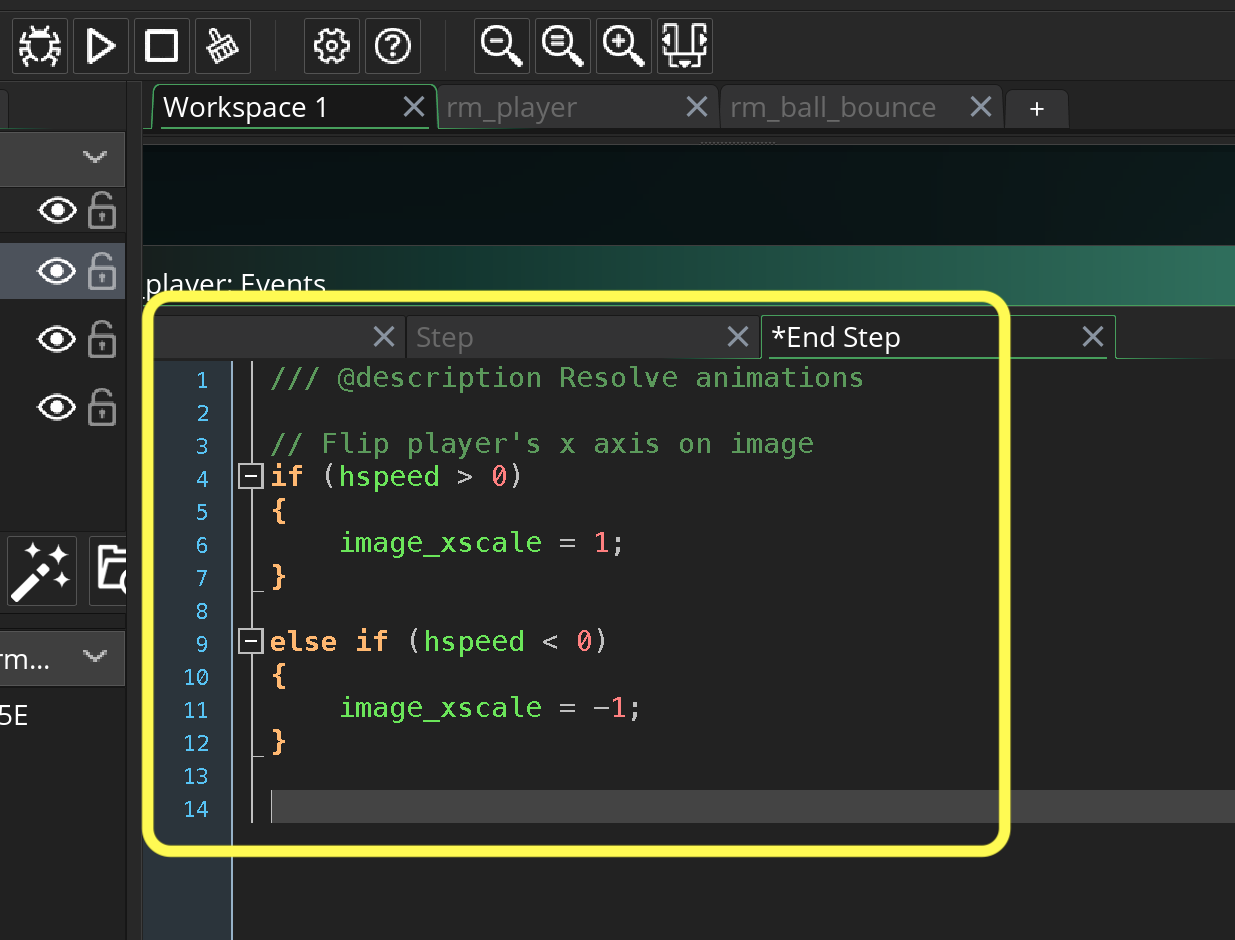 Workspace 1 rm_player rm_ball_bounce +
player: Events
Step *End Step
1 /// @description Resolve animations
2
3 // Flip player's x axis on image
4 if (hspeed > 0)
5 {
6 image_xscale = 1;
7 }
8
9 else if (hspeed < 0)
10 {
11 image_xscale = -1;
12 }
13
14
rm...
5E